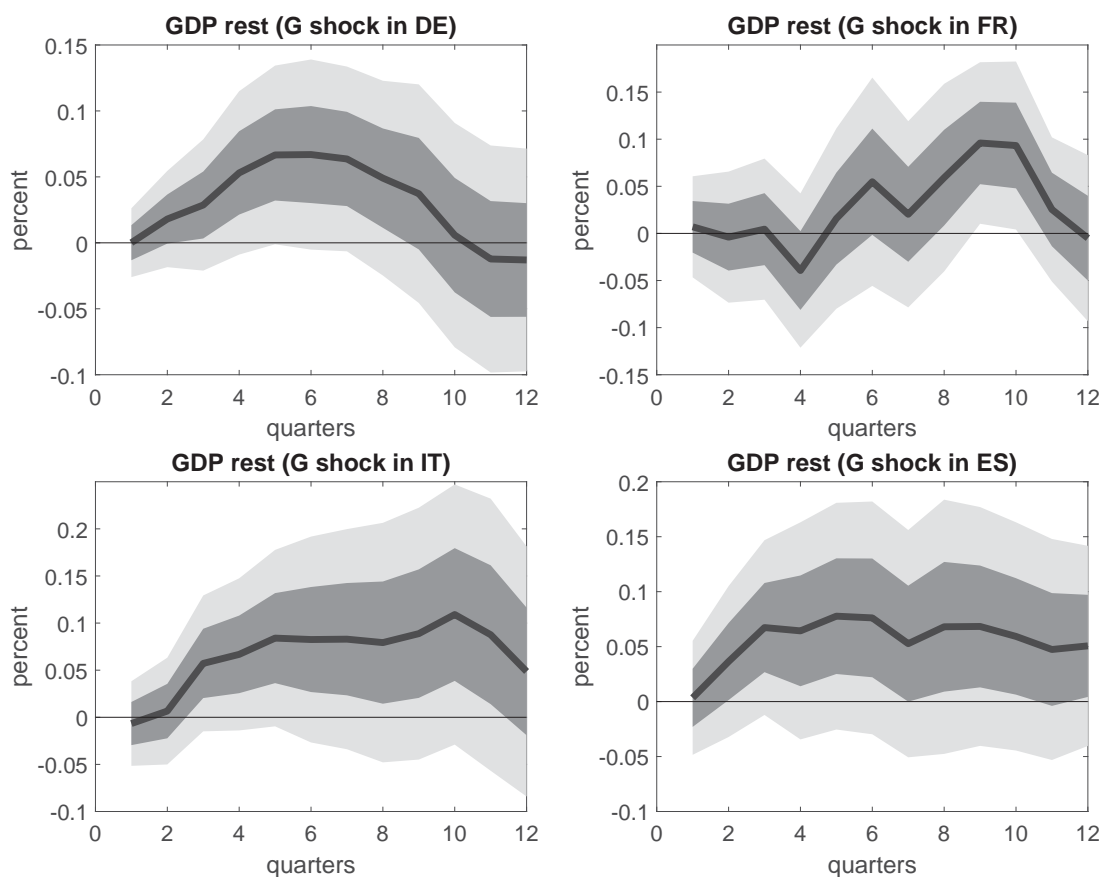 GDP rest (G shock in DE)
0.15
0.1
0.05
0
-0.05
-0.1
percent
0 2 4 6 8 10 12
quarters
GDP rest (G shock in FR)
0.15
0.1
0.05
0
-0.05
-0.1
-0.15
percent
0 2 4 6 8 10 12
quarters
GDP rest (G shock in IT)
0.2
0.15
0.1
0.05
0
-0.05
-0.1
percent
0 2 4 6 8 10 12
quarters
GDP rest (G shock in ES)
0.2
0.15
0.1
0.05
0
-0.05
-0.1
percent
0 2 4 6 8 10 12
quarters